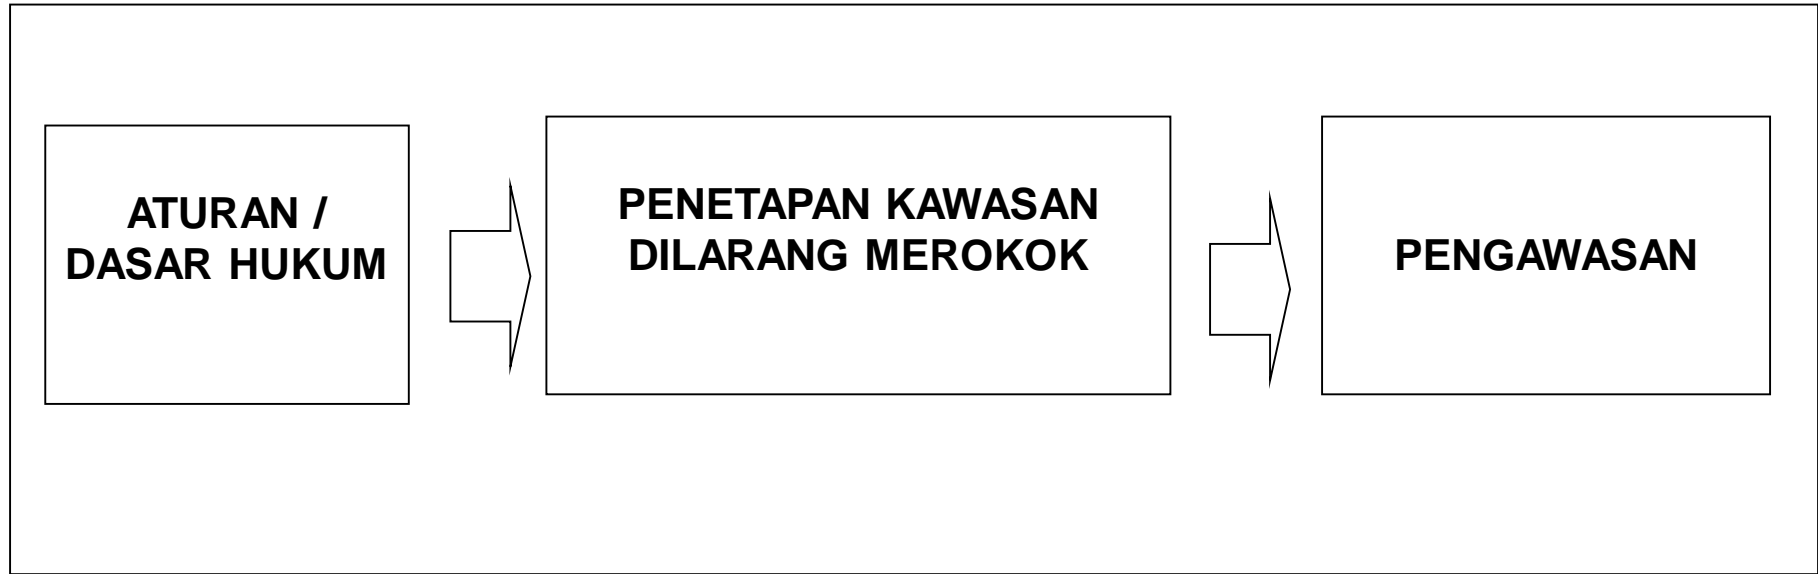 ATURAN /
DASAR HUKUM
PENETAPAN KAWASAN
DILARANG MEROKOK
PENGAWASAN